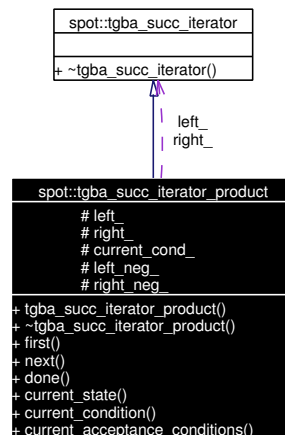 spot::tgba_succ_iterator
+ ~tgba_succ_iterator()
left_
right_
spot::tgba_succ_iterator_product
# left_
# right_
# current_cond_
# left_neg_
# right_neg_
+ tgba_succ_iterator_product()
+ ~tgba_succ_iterator_product()
+ first()
+ next()
+ done()
+ current_state()
+ current_condition()
+ current_acceptance_conditions()